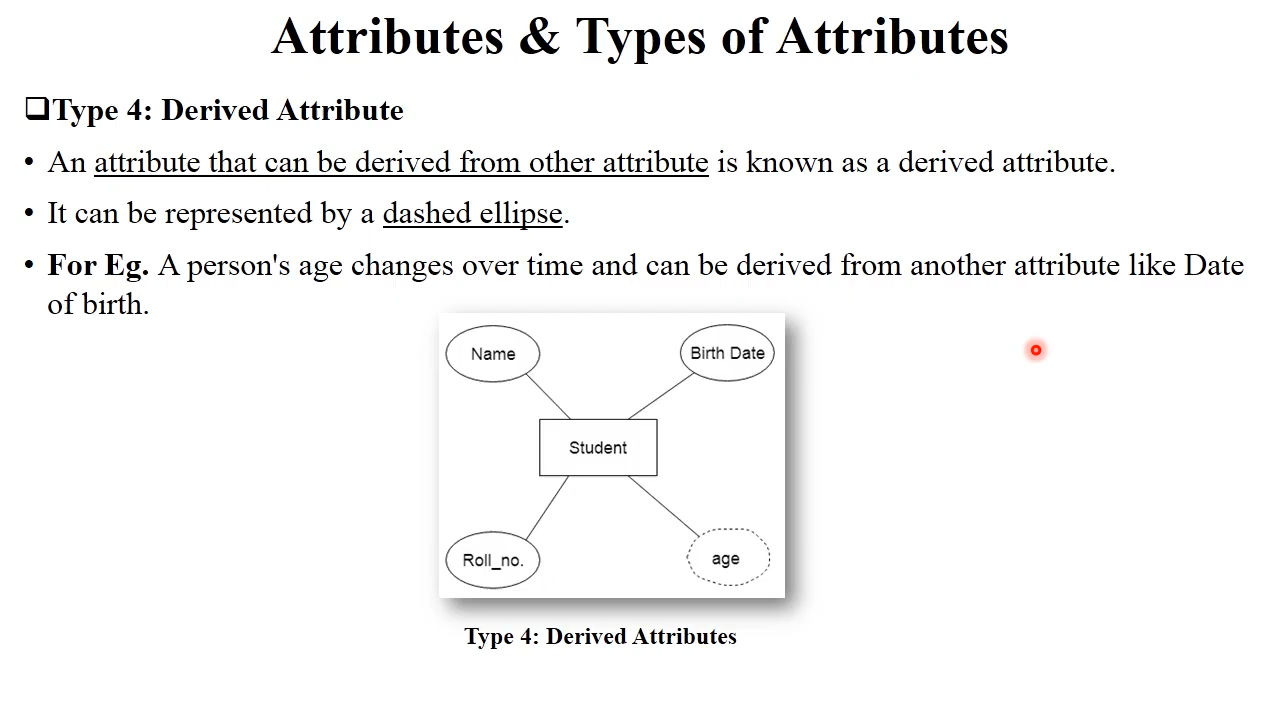 Attributes & Types of Attributes
❑Type 4: Derived Attribute
• An attribute that can be derived from other attribute is known as a derived attribute.
• It can be represented by a dashed ellipse.
• For Eg. A person's age changes over time and can be derived from another attribute like Date
of birth.
Name
Birth Date
Student
Roll_no.
age
Type 4: Derived Attributes